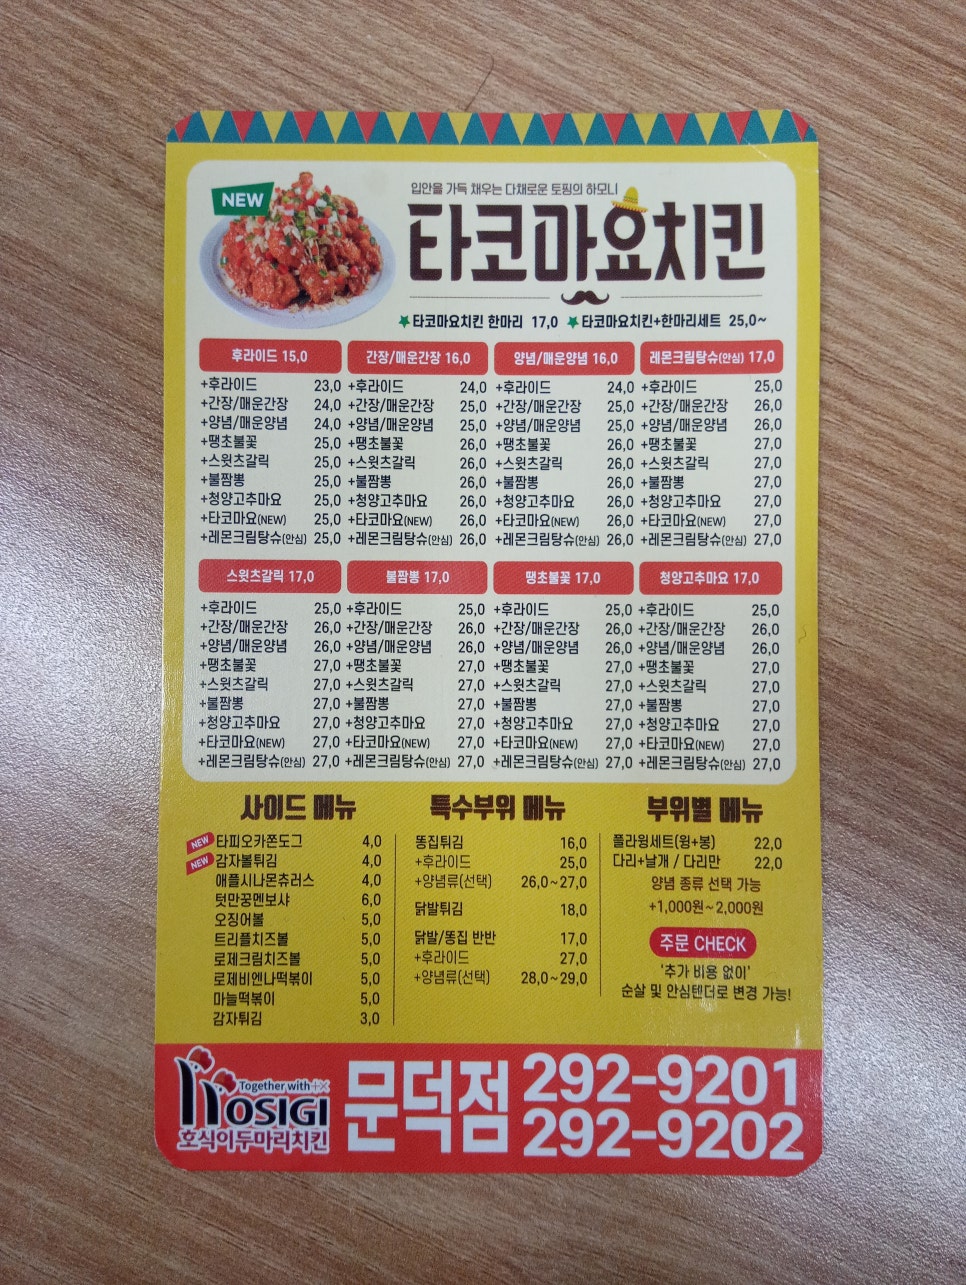 NEW
입안을 가득 채우는 다채로운 토핑의 하모니
타코마요치킨
타코마요치킨 한마리 17,0 타코마요치킨+한마리세트 25,0~
후라이드 15,0
+후라이드 23,0
+간장/매운간장 24,0
+양념/매운양념 24,0
+땡초불꽃 25,0
+스윗츠갈릭 25,0
+불짬뽕 25,0
+청양고추마요 25,0
+타코마요(NEW) 25,0
+레몬크림탕슈(안심) 25,0
간장/매운간장 16,0
+후라이드 24,0
+간장/매운간장 25,0
+양념/매운양념 25,0
+땡초불꽃 26,0
+스윗츠갈릭 26,0
+불짬뽕 26,0
+청양고추마요 26,0
+타코마요(NEW) 26,0
+레몬크림탕슈(안심) 26,0
양념/매운양념 16,0
+후라이드 24,0
+간장/매운간장 25,0
+양념/매운양념 25,0
+땡초불꽃 26,0
+스윗츠갈릭 26,0
+불짬뽕 26,0
+청양고추마요 26,0
+타코마요(NEW) 26,0
+레몬크림탕슈(안심) 26,0
레몬크림탕슈(안심) 17,0
+후라이드 25,0
+간장/매운간장 26,0
+양념/매운양념 26,0
+땡초불꽃 27,0
+스윗츠갈릭 27,0
+불짬뽕 27,0
+청양고추마요 27,0
+타코마요(NEW) 27,0
+레몬크림탕슈(안심) 27,0
스윗츠갈릭 17,0
+후라이드 25,0
+간장/매운간장 26,0
+양념/매운양념 26,0
+땡초불꽃 27,0
+스윗츠갈릭 27,0
+불짬뽕 27,0
+청양고추마요 27,0
+타코마요(NEW) 27,0
+레몬크림탕슈(안심) 27,0
불짬뽕 17,0
+후라이드 25,0
+간장/매운간장 26,0
+양념/매운양념 26,0
+땡초불꽃 27,0
+스윗츠갈릭 27,0
+불짬뽕 27,0
+청양고추마요 27,0
+타코마요(NEW) 27,0
+레몬크림탕슈(안심) 27,0
땡초불꽃 17,0
+후라이드 25,0
+간장/매운간장 26,0
+양념/매운양념 26,0
+땡초불꽃 27,0
+스윗츠갈릭 27,0
+불짬뽕 27,0
+청양고추마요 27,0
+타코마요(NEW) 27,0
+레몬크림탕슈(안심) 27,0
청양고추마요 17,0
+후라이드 25,0
+간장/매운간장 26,0
+양념/매운양념 26,0
+땡초불꽃 27,0
+스윗츠갈릭 27,0
+불짬뽕 27,0
+청양고추마요 27,0
+타코마요(NEW) 27,0
+레몬크림탕슈(안심) 27,0
사이드 메뉴
NEW 타피오카쫀도그 4,0
NEW 감자볼튀김 4,0
애플시나몬츄러스 4,0
텃만꿍멘보샤 6,0
오징어볼 5,0
트리플치즈볼 5,0
로제크림치즈볼 5,0
로제비엔나떡볶이 5,0
마늘떡볶이 5,0
감자튀김 3,0
특수부위 메뉴
똥집튀김 16,0
+후라이드 25,0
+양념류(선택) 26,0~27,0
닭발튀김 18,0
닭발/똥집 반반 17,0
+후라이드 27,0
+양념류(선택) 28,0~29,0
부위별 메뉴
폴라윙세트(윙+봉) 22,0
다리+날개 / 다리만 22,0
양념 종류 선택 가능
+1,000원~2,000원
주문 CHECK
'추가 비용 없이'
순살 및 안심텐더로 변경 가능!
Together with +×
HOSIGI
호식이두마리치킨
문덕점
292-9201
292-9202